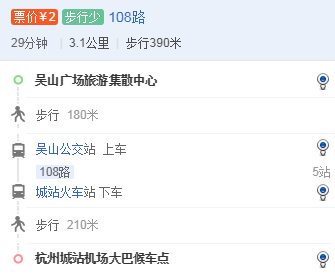 票价¥2 步行少 108路
29分钟 | 3.1公里 | 步行390米
吴山广场旅游集散中心
步行 180米
吴山公交站 上车
108路 5站
城站火车站 下车
步行 210米
杭州城站机场大巴候车点